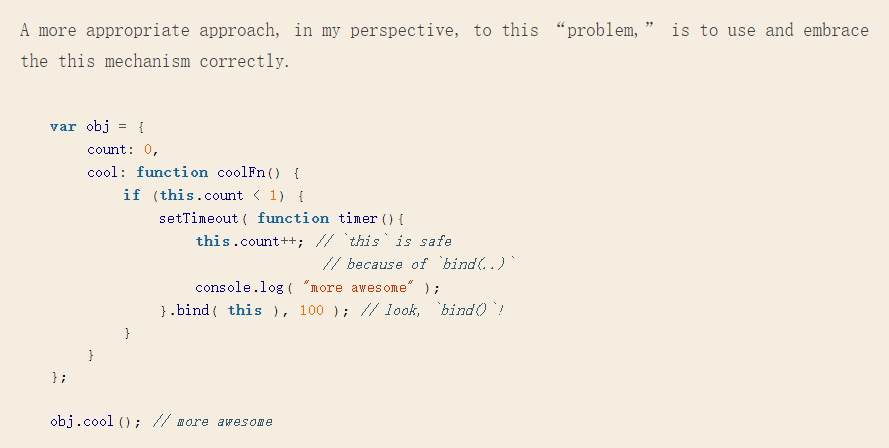 A more appropriate approach, in my perspective, to this “problem,” is to use and embrace
the this mechanism correctly.
var obj = {
    count: 0,
    cool: function coolFn() {
        if (this.count < 1) {
            setTimeout( function timer(){
                this.count++; // `this` is safe
                              // because of `bind(..)`
                console.log( "more awesome" );
            }.bind( this ), 100 ); // look, `bind()`!
        }
    }
};
obj.cool(); // more awesome